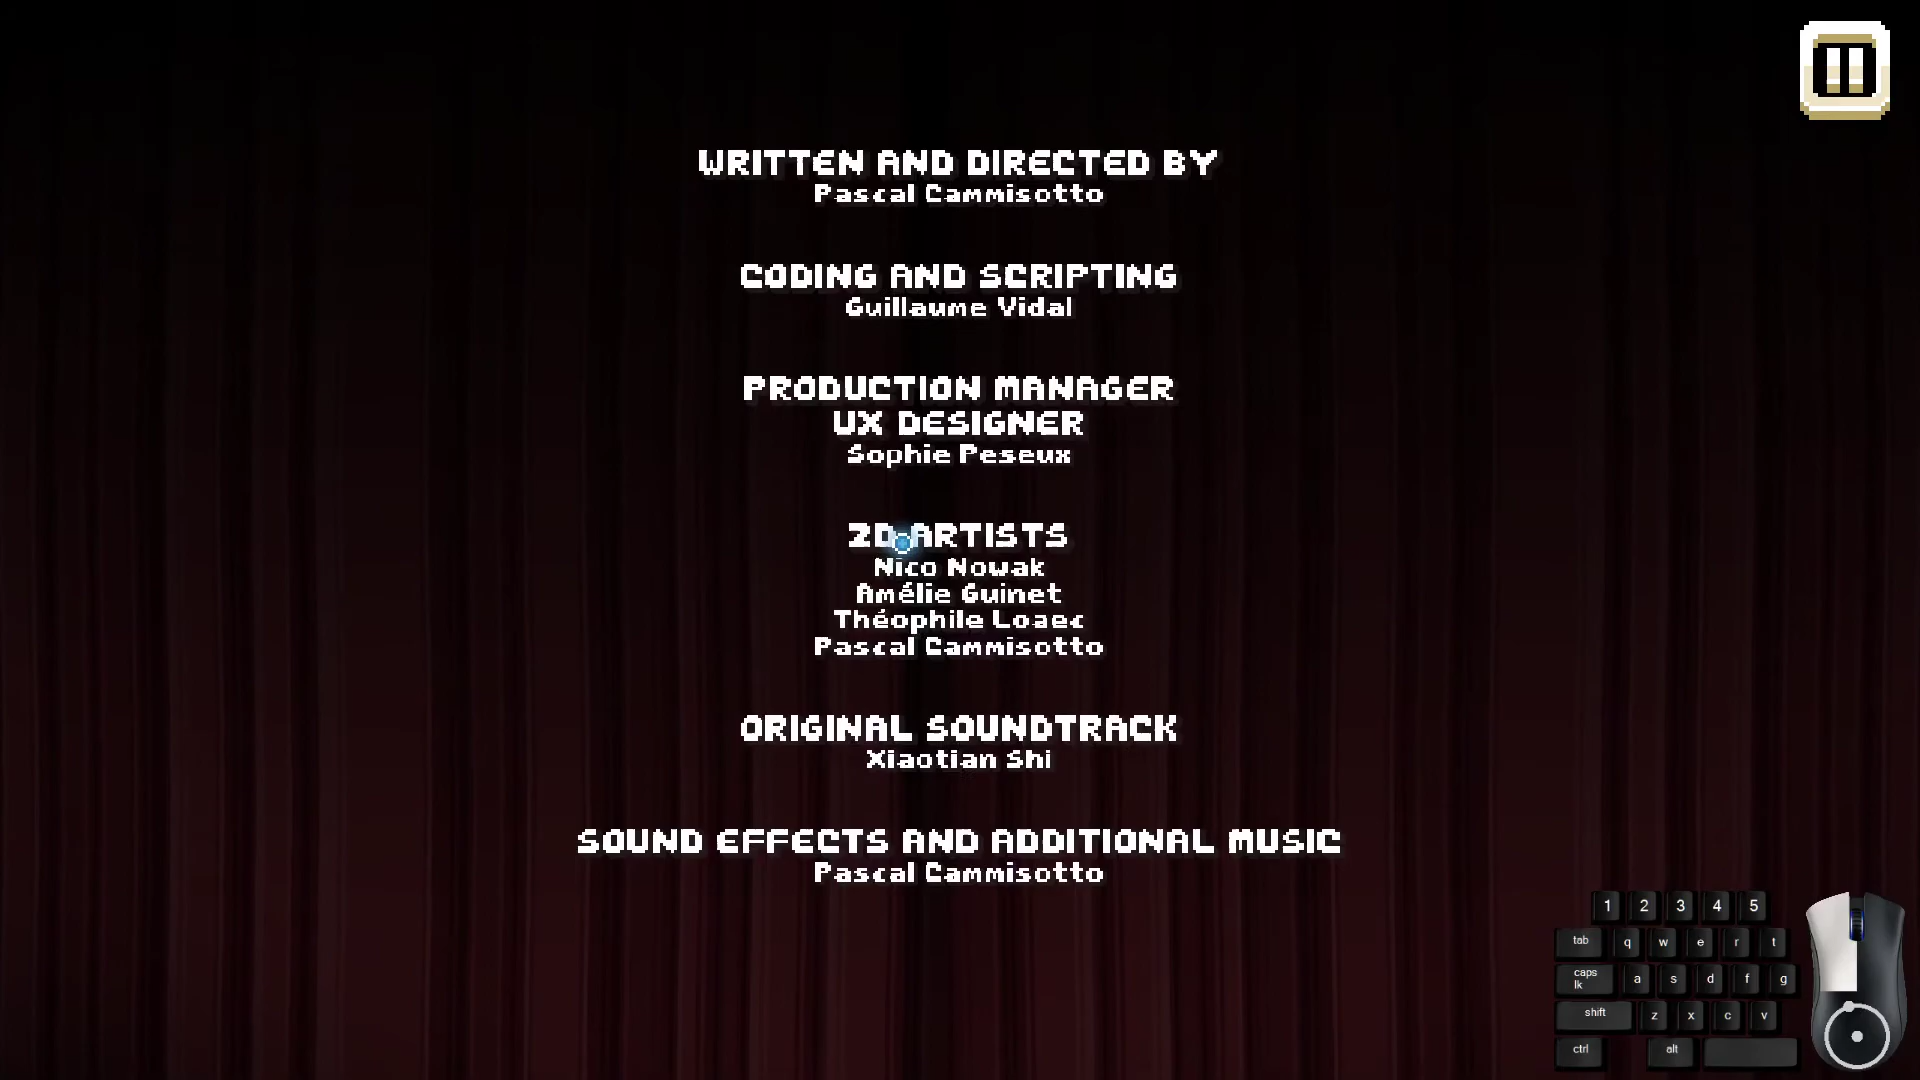 WRITTEN AND DIRECTED BY
Pascal Cammisotto
CODING AND SCRIPTING
Guillaume Vidal
PRODUCTION MANAGER
UX DESIGNER
Sophie Peseux
2D ARTISTS
Nico Nowak
Amélie Guinet
Théophile Loaec
Pascal Cammisotto
ORIGINAL SOUNDTRACK
Xiaotian Shi
SOUND EFFECTS AND ADDITIONAL MUSIC
Pascal Cammisotto
1 2 3 4 5
tab q w e r t
caps lk a s d f g
shift z x c v
ctrl alt